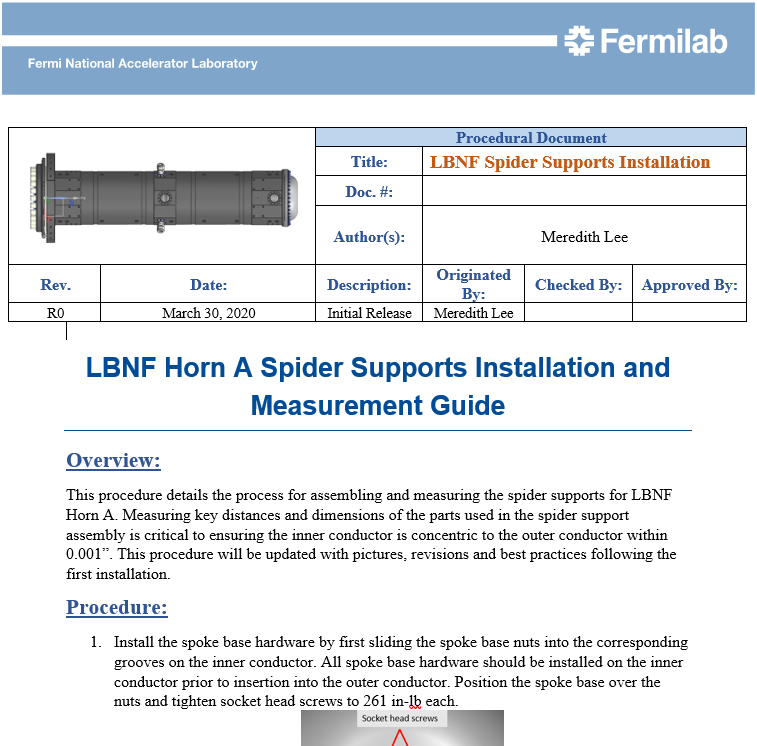 Fermilab
Fermi National Accelerator Laboratory
Procedural Document
Title: LBNF Spider Supports Installation
Doc. #:
Author(s): Meredith Lee
Rev. Date: Description: Originated By: Checked By: Approved By:
R0 March 30, 2020 Initial Release Meredith Lee
LBNF Horn A Spider Supports Installation and
Measurement Guide
Overview:
This procedure details the process for assembling and measuring the spider supports for LBNF
Horn A. Measuring key distances and dimensions of the parts used in the spider support
assembly is critical to ensuring the inner conductor is concentric to the outer conductor within
0.001”. This procedure will be updated with pictures, revisions and best practices following the
first installation.
Procedure:
1. Install the spoke base hardware by first sliding the spoke base nuts into the corresponding
grooves on the inner conductor. All spoke base hardware should be installed on the inner
conductor prior to insertion into the outer conductor. Position the spoke base over the
nuts and tighten socket head screws to 261 in-lb each.
Socket head screws